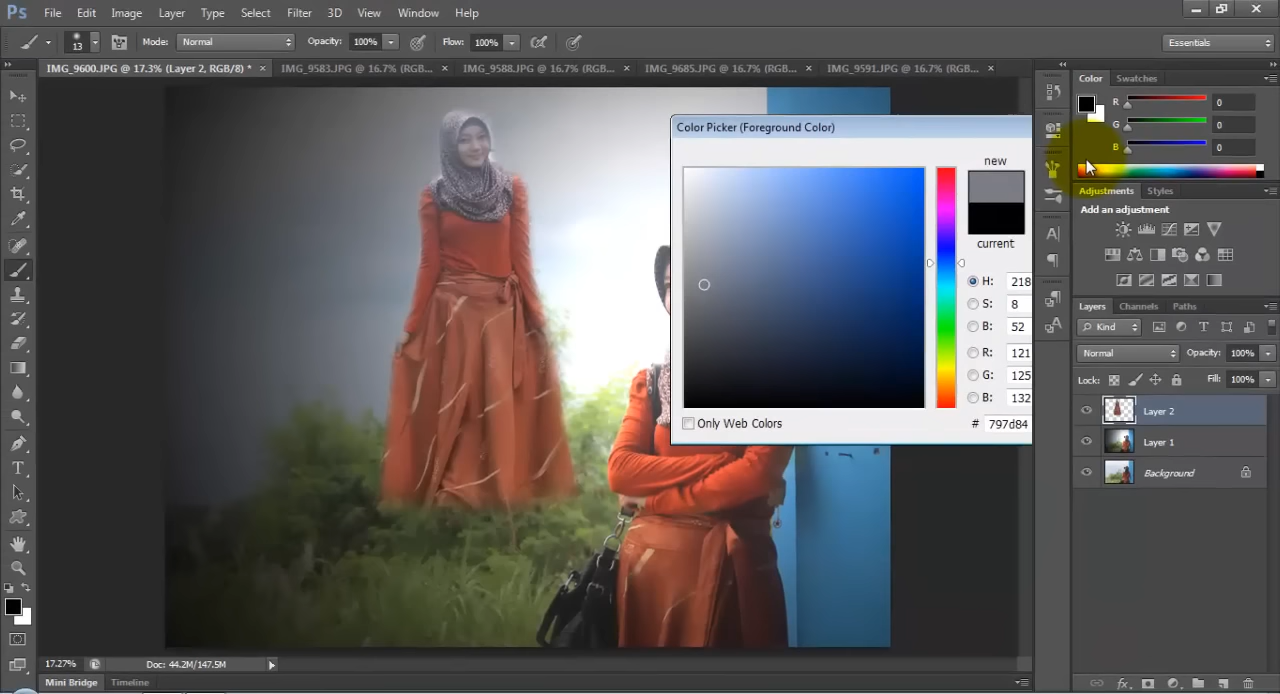 Ps File Edit Image Layer Type Select Filter 3D View Window Help
13 Mode: Normal Opacity: 100% Flow: 100% Essentials
IMG_9600.JPG @ 17.3% (Layer 2, RGB/8) * × IMG_9583.JPG @ 16.7% (RGB... × IMG_9588.JPG @ 16.7% (RGB... × IMG_9685.JPG @ 16.7% (RGB... × IMG_9591.JPG @ 16.7% (RGB... ×
Color Swatches
R 0
G 0
B 0
Color Picker (Foreground Color)
new
current
H: 218
S: 8
B: 52
R: 121
G: 125
B: 132
Only Web Colors # 797d84
Adjustments Styles
Add an adjustment
Layers Channels Paths
Kind
Normal Opacity: 100%
Lock: Fill: 100%
Layer 2
Layer 1
Background
17.27% Doc: 44.2M/147.5M
Mini Bridge Timeline